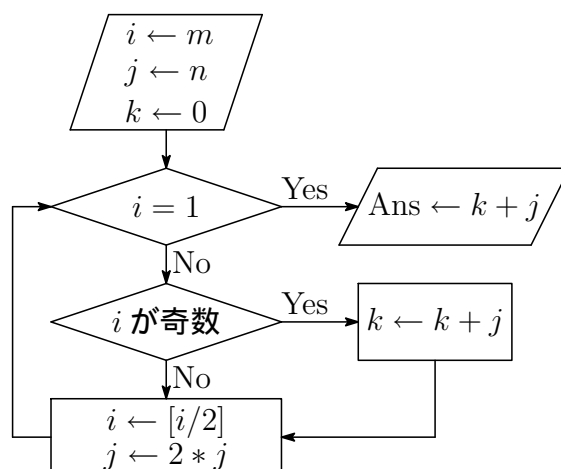 i ← m
j ← n
k ← 0
i = 1
Yes
Ans ← k + j
No
i が奇数
Yes
k ← k + j
No
i ← [i/2]
j ← 2 * j